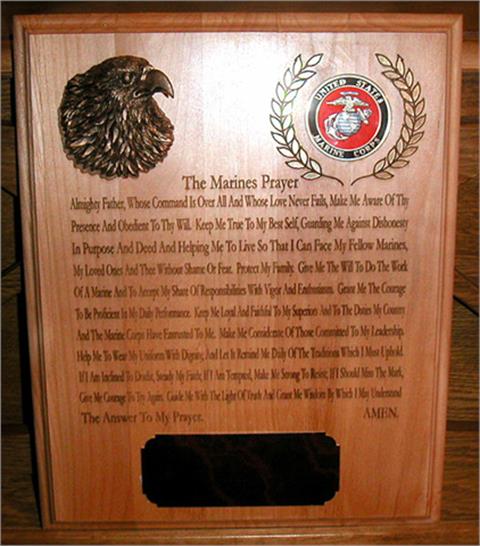 UNITED STATES
MARINE CORPS
The Marines Prayer
Almighty Father, Whose Command Is Over All And Whose Love Never Fails, Make Me Aware Of Thy
Presence And Obedient To Thy Will. Keep Me True To My Best Self, Guarding Me Against Dishonesty
In Purpose And Deed And Helping Me To Live So That I Can Face My Fellow Marines,
My Loved Ones And Thee Without Shame Or Fear. Protect My Family. Give Me The Will To Do The Work
Of A Marine And To Accept My Share Of Responsibilities With Vigor And Enthusiasm. Grant Me The Courage
To Be Proficient In My Daily Performance. Keep Me Loyal And Faithful To My Superiors And To The Duties My Country
And The Marine Corps Have Entrusted To Me. Make Me Considerate Of Those Committed To My Leadership.
Help Me To Wear My Uniform With Dignity, And Let It Remind Me Daily Of The Traditions Which I Must Uphold.
If I Am Inclined To Doubt, Steady My Faith; If I Am Tempted, Make Me Strong To Resist; If I Should Miss The Mark,
Give Me Courage To Try Again. Guide Me With The Light Of Truth And Grant Me Wisdom By Which I May Understand
The Answer To My Prayer. AMEN.